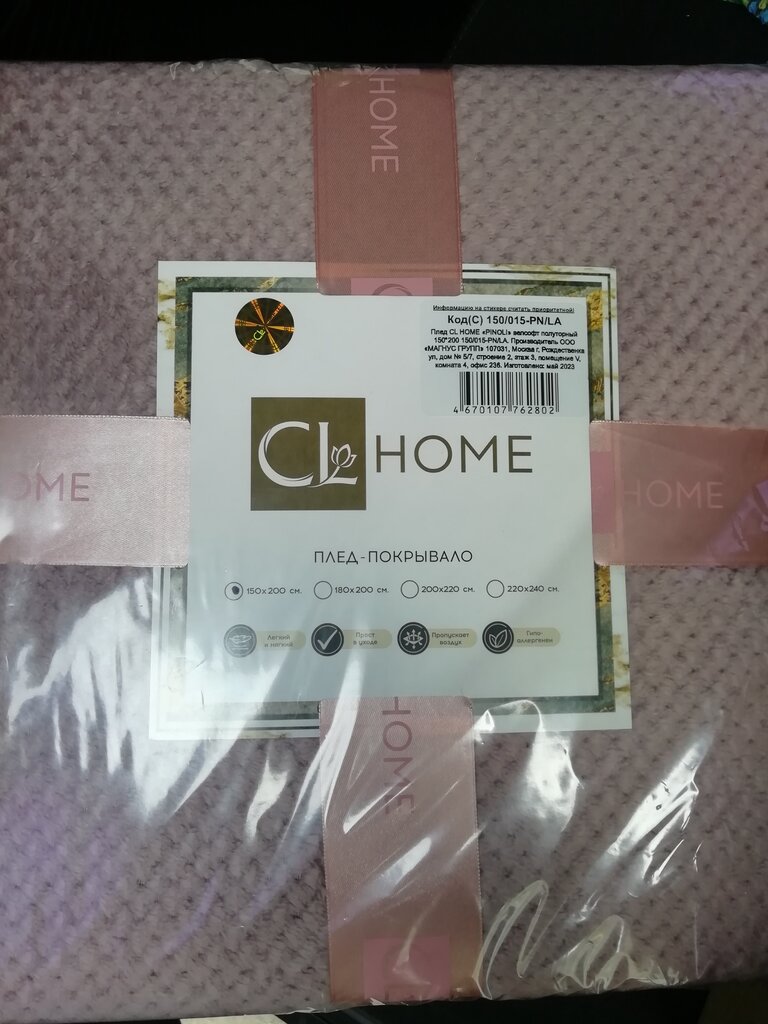 HOME
Информацию на стикере считать приоритетной!
Код(С) 150/015-PN/LA
Плед CL HOME «PINOLI» велсофт полуторный
150*200 150/015-PN/LA. Производитель ООО
«МАГНУС ГРУПП» 107031, Москва г, Рождественка
ул, дом № 5/7, строение 2, этаж 3, помещение V,
комната 4, офис 236. Изготовлено: май 2023
4 670107 762802
CL
CL HOME
OME
HOME
ПЛЕД-ПОКРЫВАЛО
150х200 см. 180х200 см. 200х220 см. 220х240 см.
Легкий
и мягкий
Прост
в уходе
Пропускает
воздух
Гипо-
аллергенен
HOME